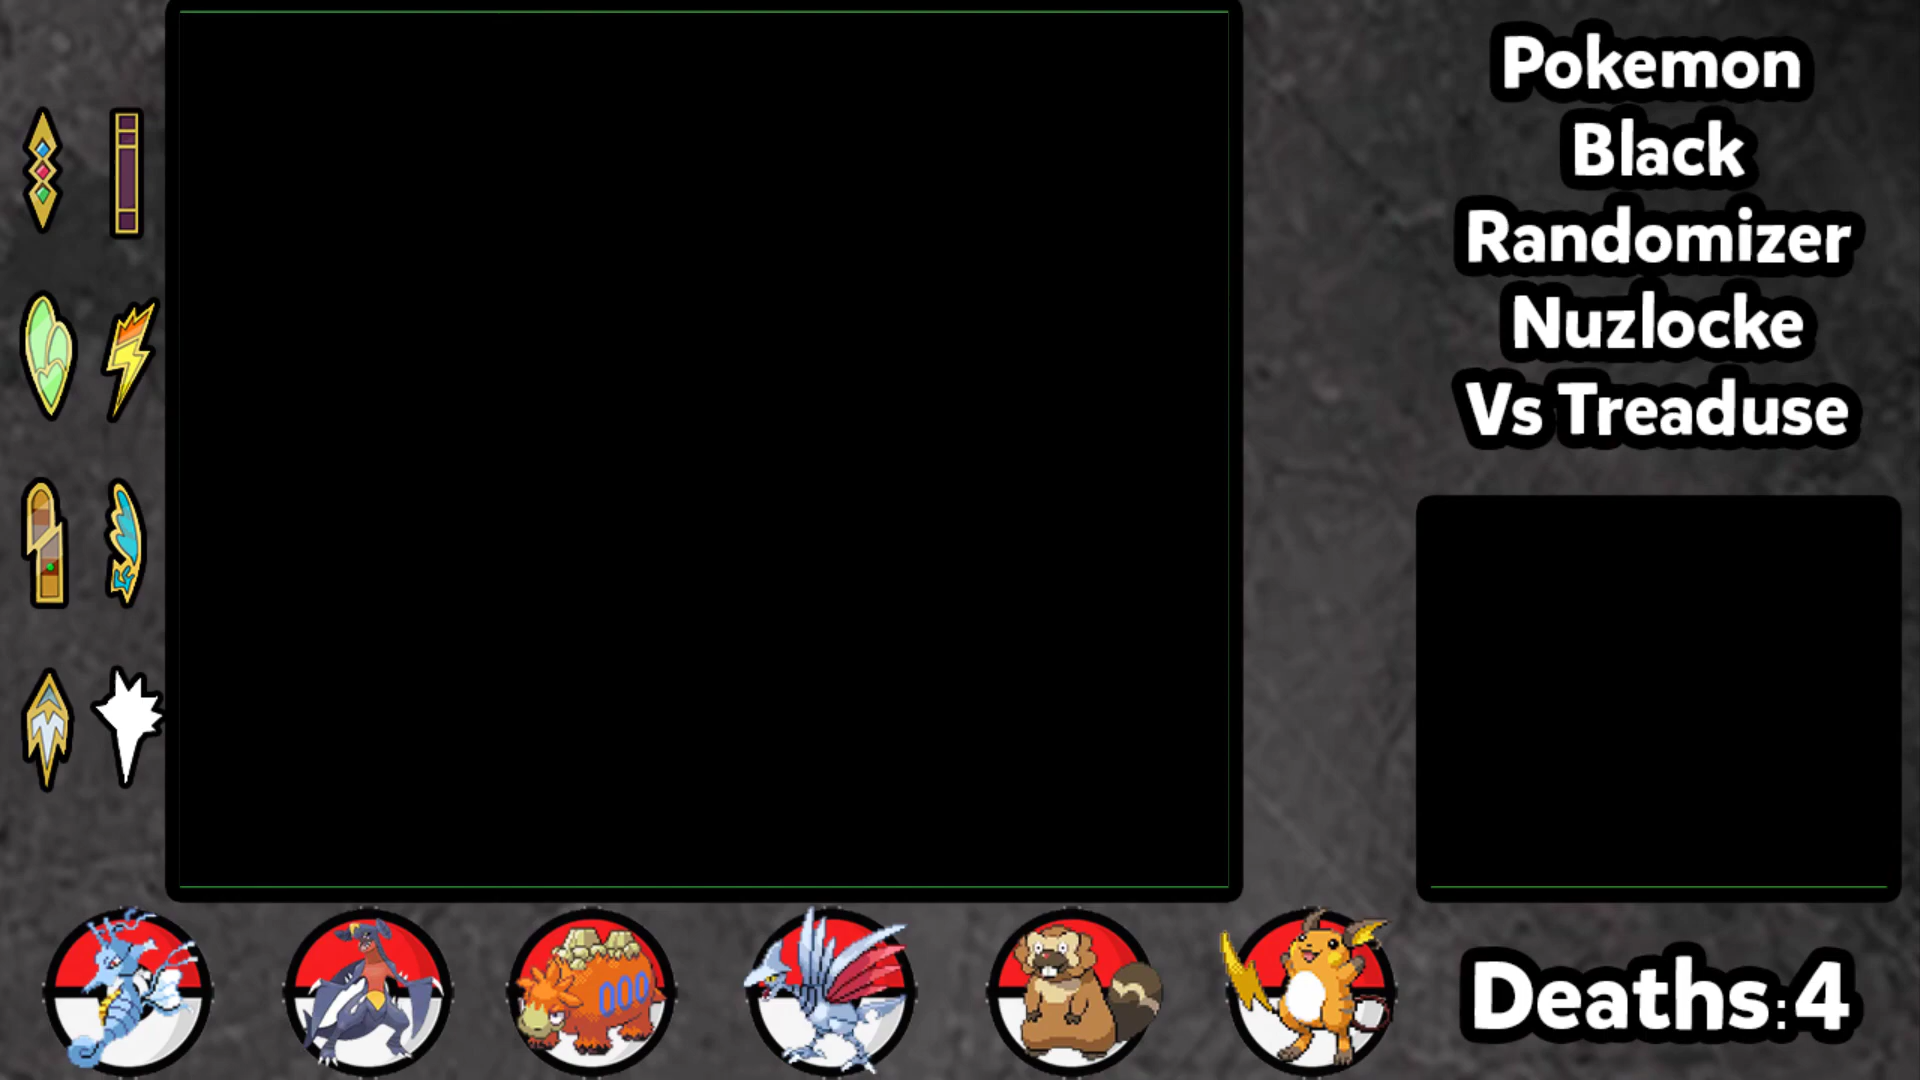 Pokemon
Black
Randomizer
Nuzlocke
Vs Treaduse
Deaths:4